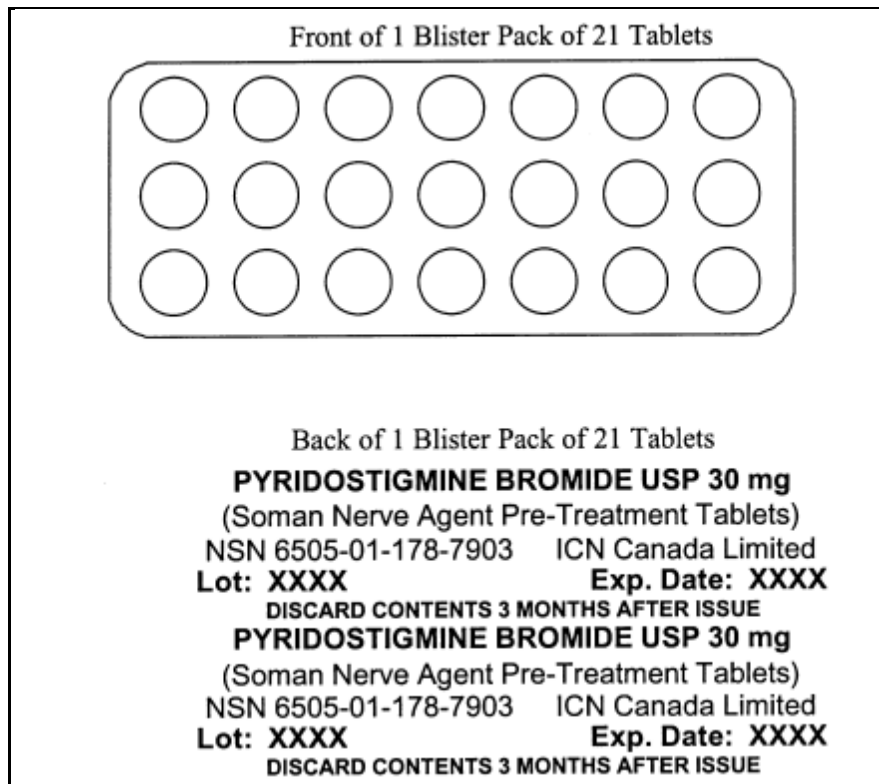 Front of 1 Blister Pack of 21 Tablets
Back of 1 Blister Pack of 21 Tablets
PYRIDOSTIGMINE BROMIDE USP 30 mg
(Soman Nerve Agent Pre-Treatment Tablets)
NSN 6505-01-178-7903 ICN Canada Limited
Lot: XXXX Exp. Date: XXXX
DISCARD CONTENTS 3 MONTHS AFTER ISSUE
PYRIDOSTIGMINE BROMIDE USP 30 mg
(Soman Nerve Agent Pre-Treatment Tablets)
NSN 6505-01-178-7903 ICN Canada Limited
Lot: XXXX Exp. Date: XXXX
DISCARD CONTENTS 3 MONTHS AFTER ISSUE